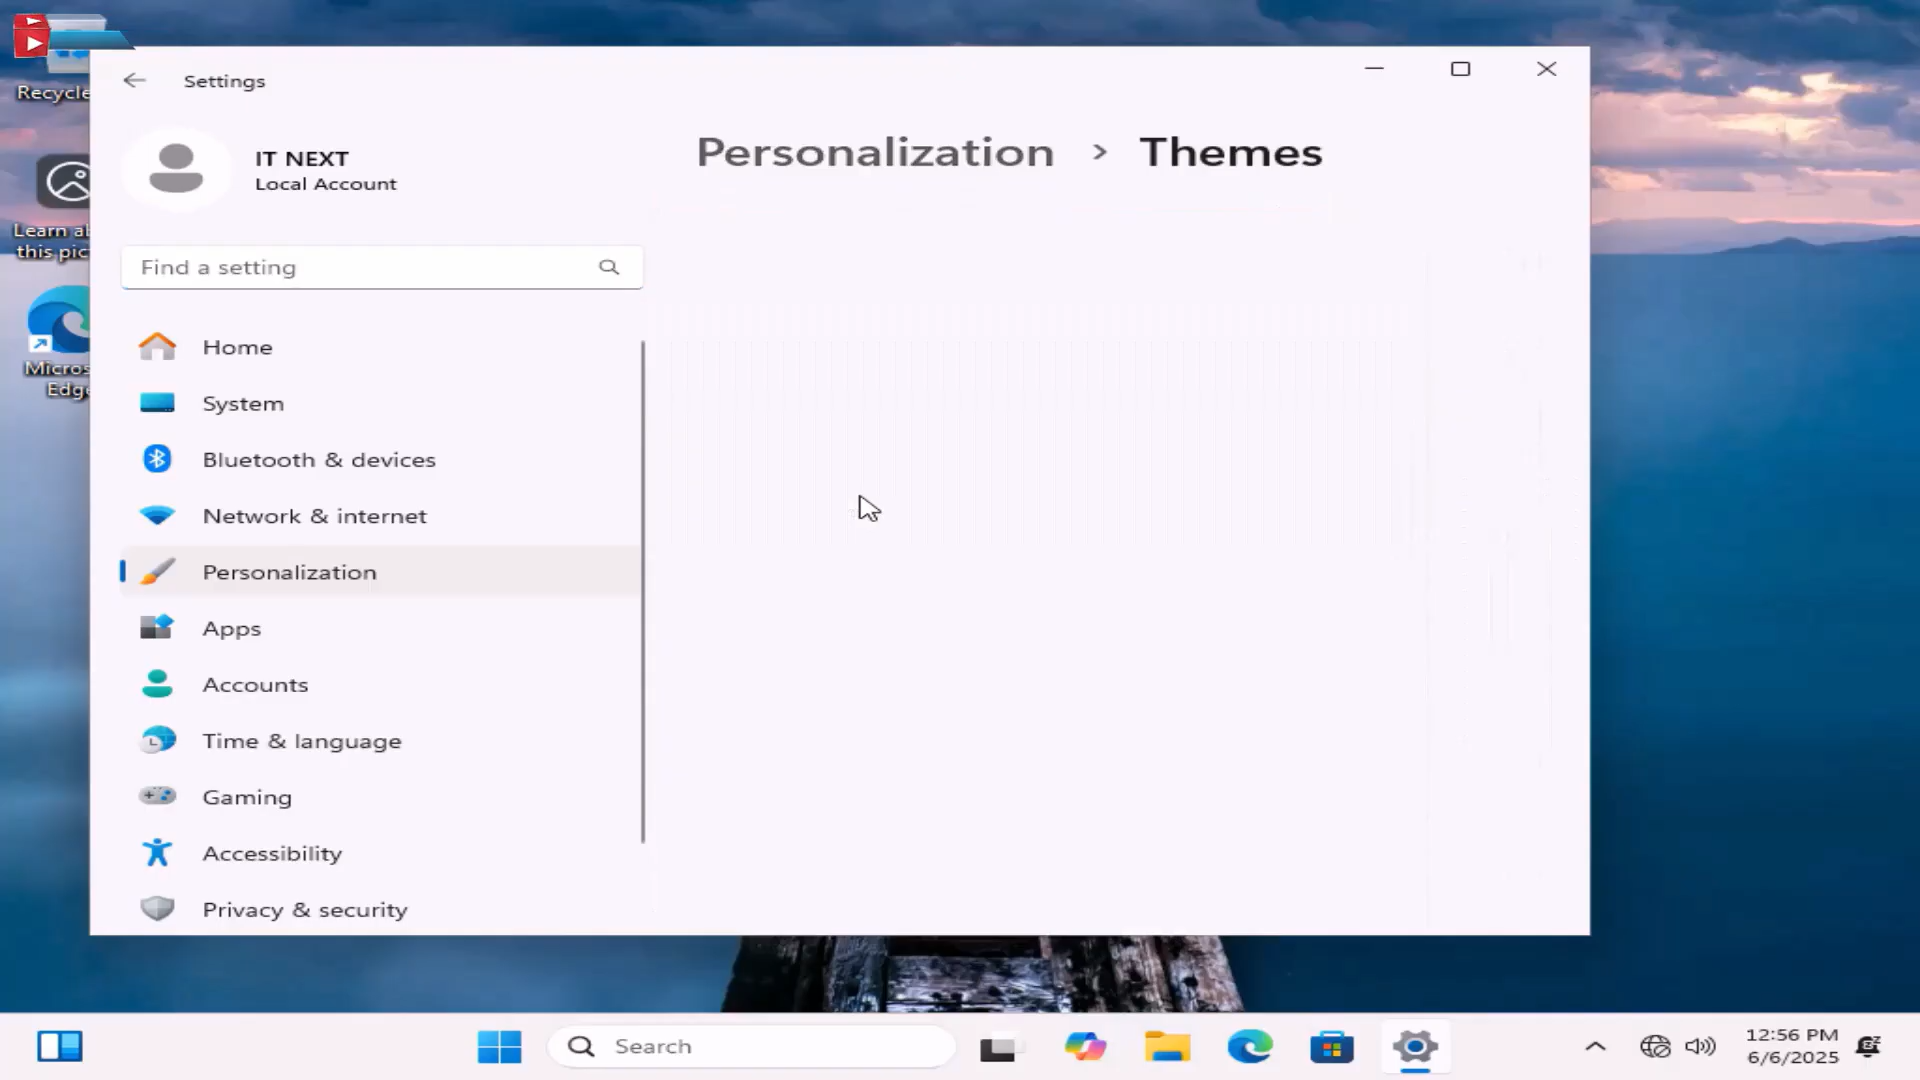 Settings
IT NEXT
Local Account
Personalization > Themes
Find a setting
Home
System
Bluetooth & devices
Network & internet
Personalization
Apps
Accounts
Time & language
Gaming
Accessibility
Privacy & security
Recycle
Learn a
this pic
Micros
Edge
Search
12:56 PM
6/6/2025